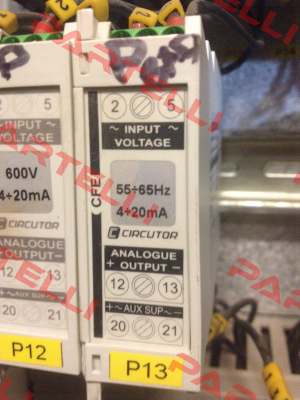 2 5
~ INPUT ~
VOLTAGE
600V
4÷20mA
CIRCUTOR
ANALOGUE
+ OUTPUT -
12 13
+~AUX SUP~-
20 21
P12
2 5
~ INPUT ~
VOLTAGE
CFE
55÷65Hz
4÷20mA
CIRCUTOR
ANALOGUE
+ OUTPUT -
12 13
+~AUX SUP~-
20 21
P13
PARTELLI